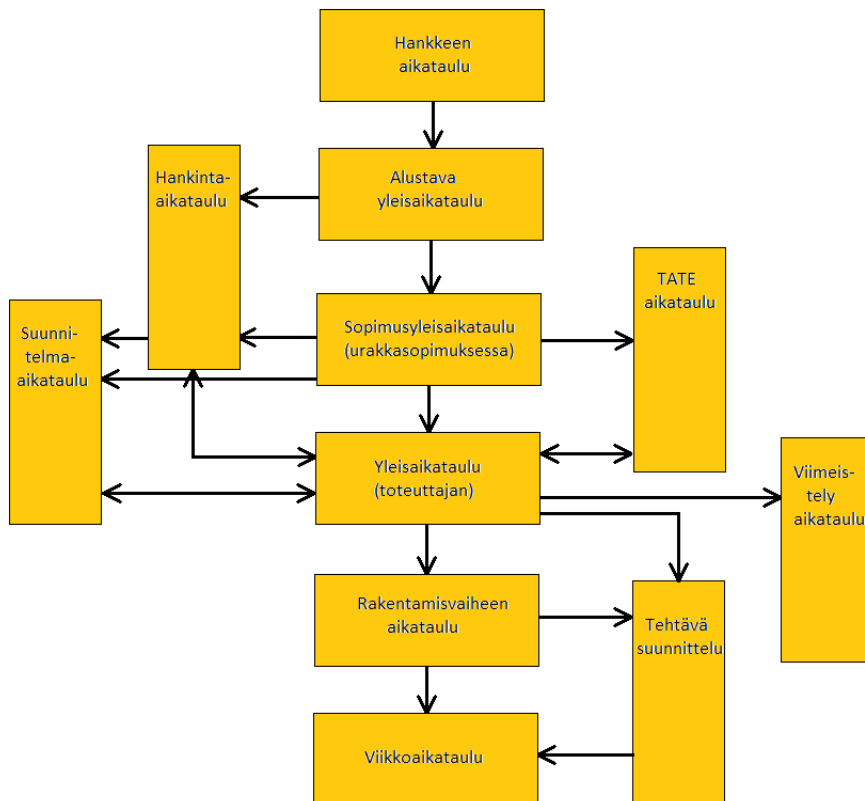 Hankkeen
aikataulu
Alustava
yleisaikataulu
Hankinta-
aikataulu
TATE
aikataulu
Sopimusyleisaikataulu
(urakkasopimuksessa)
Suunni-
telma-
aikataulu
Yleisaikataulu
(toteuttajan)
Viimeis-
tely
aikataulu
Rakentamisvaiheen
aikataulu
Tehtävä
suunnittelu
Viikkoaikataulu